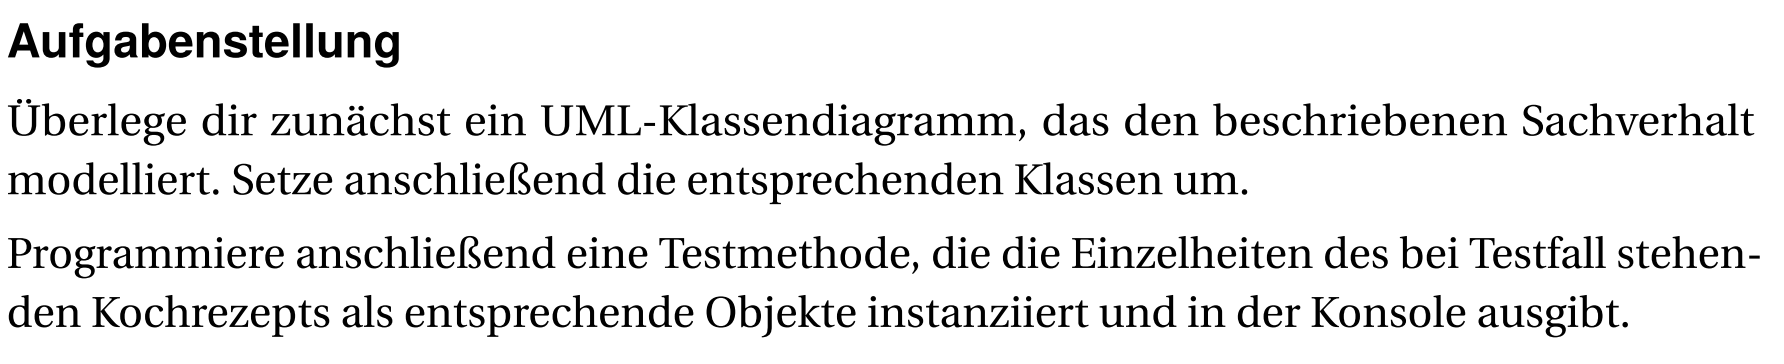 Aufgabenstellung
Überlege dir zunächst ein UML-Klassendiagramm, das den beschriebenen Sachverhalt
modelliert. Setze anschließend die entsprechenden Klassen um.
Programmiere anschließend eine Testmethode, die die Einzelheiten des bei Testfall stehen-
den Kochrezepts als entsprechende Objekte instanziiert und in der Konsole ausgibt.